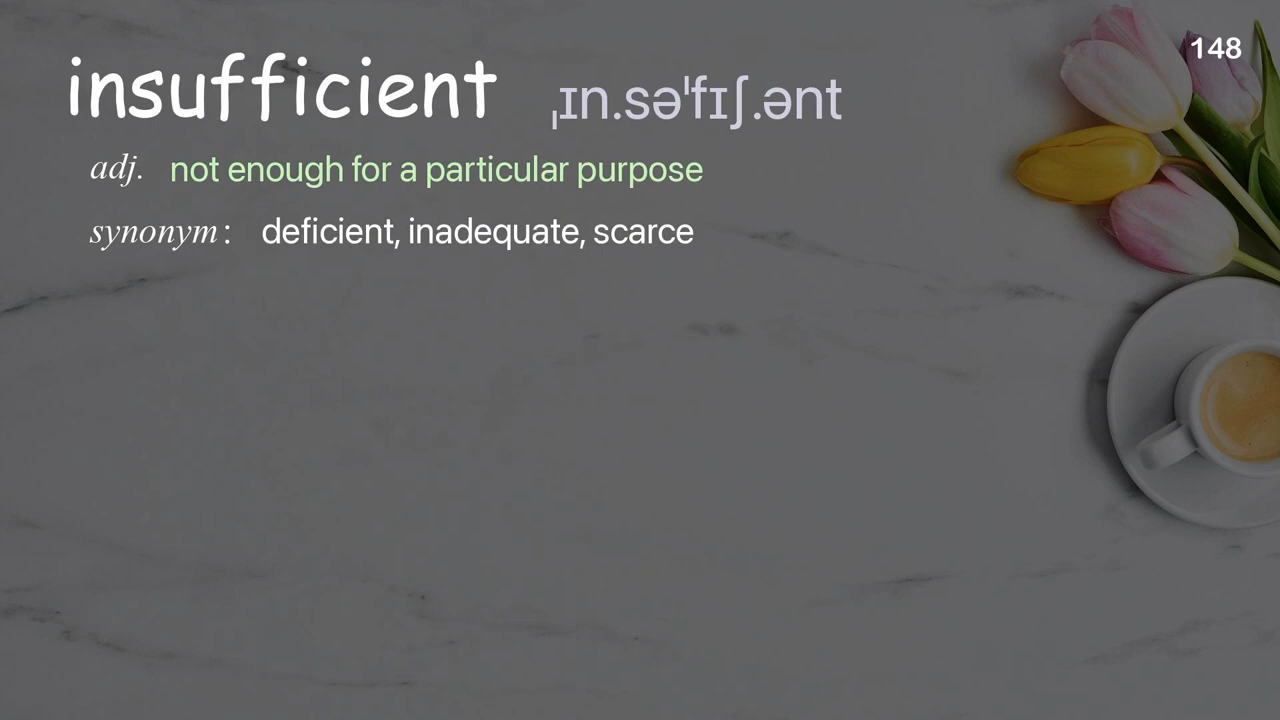 148
insufficient ˌɪn.səˈfɪʃ.ənt
adj. not enough for a particular purpose
synonym: deficient, inadequate, scarce